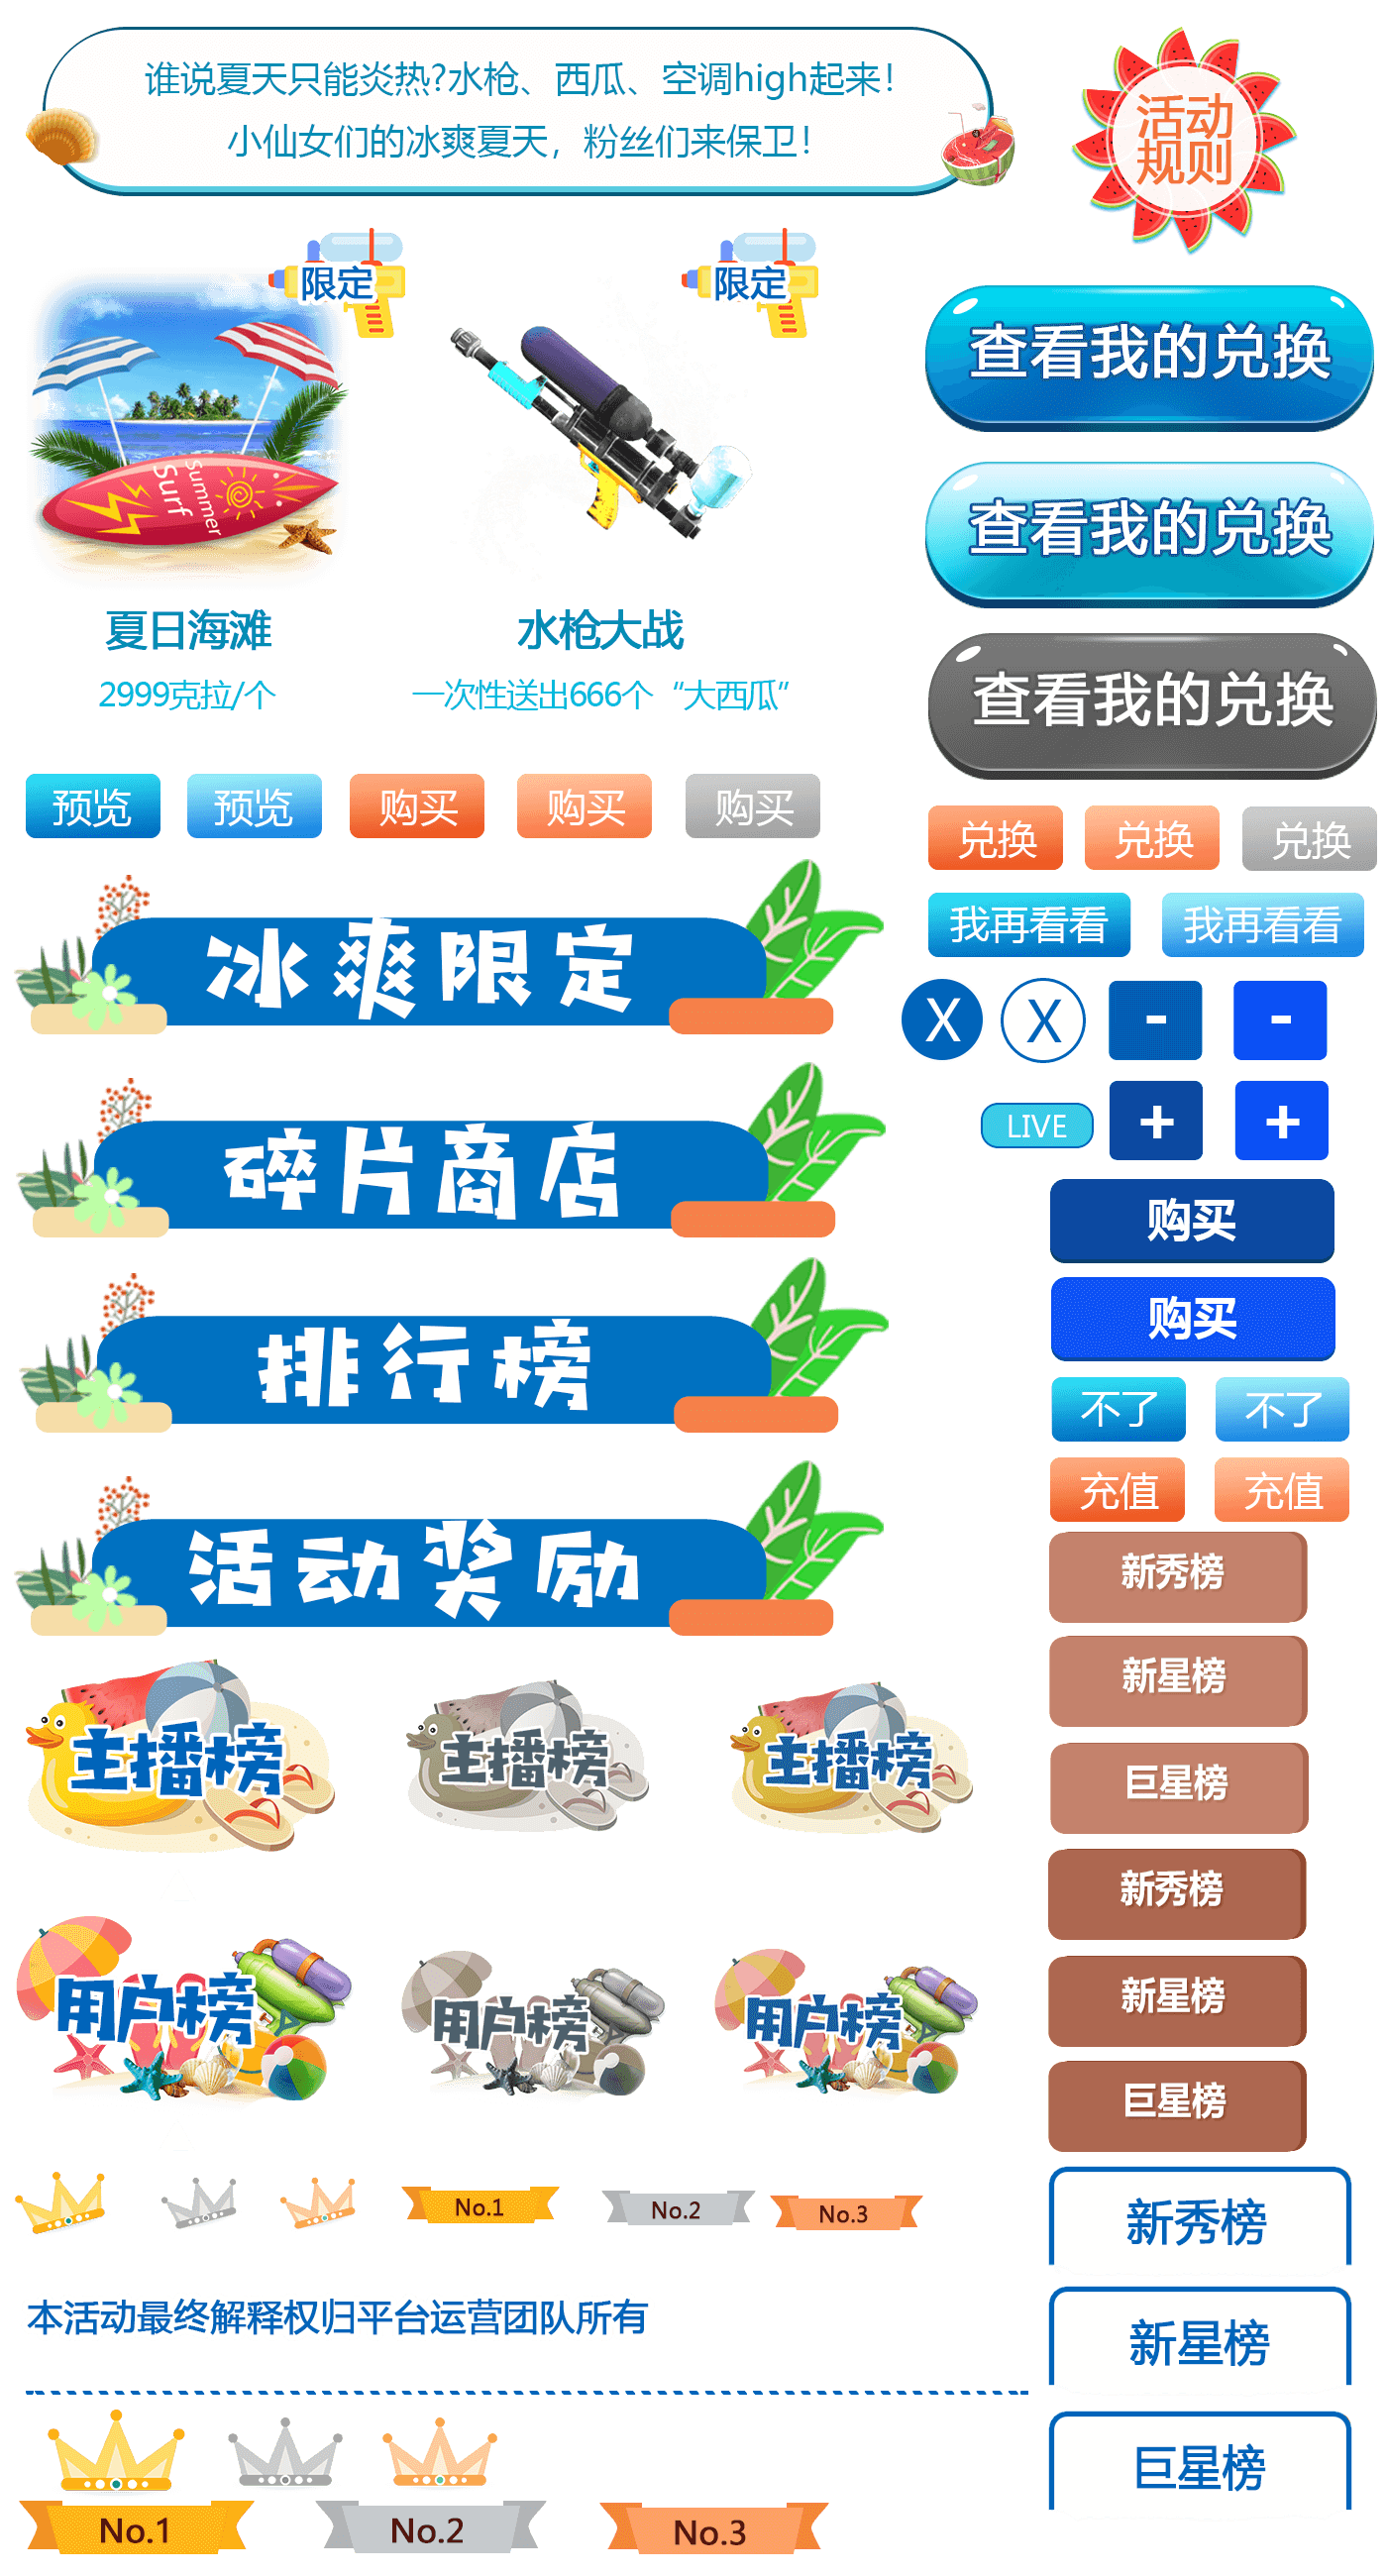 谁说夏天只能炎热?水枪、西瓜、空调high起来!
小仙女们的冰爽夏天，粉丝们来保卫!
活动
规则
限定
限定
Summer
Surf
查看我的兑换
查看我的兑换
夏日海滩
水枪大战
2999克拉/个
一次性送出666个“大西瓜”
查看我的兑换
预览
预览
购买
购买
购买
兑换
兑换
兑换
我再看看
我再看看
冰爽限定
X
X
-
-
LIVE
+
+
碎片商店
购买
购买
排行榜
不了
不了
充值
充值
活动奖励
新秀榜
新星榜
主播榜
主播榜
主播榜
巨星榜
新秀榜
用户榜
用户榜
用户榜
新星榜
巨星榜
No.1
No.2
No.3
新秀榜
本活动最终解释权归平台运营团队所有
新星榜
巨星榜
No.1
No.2
No.3